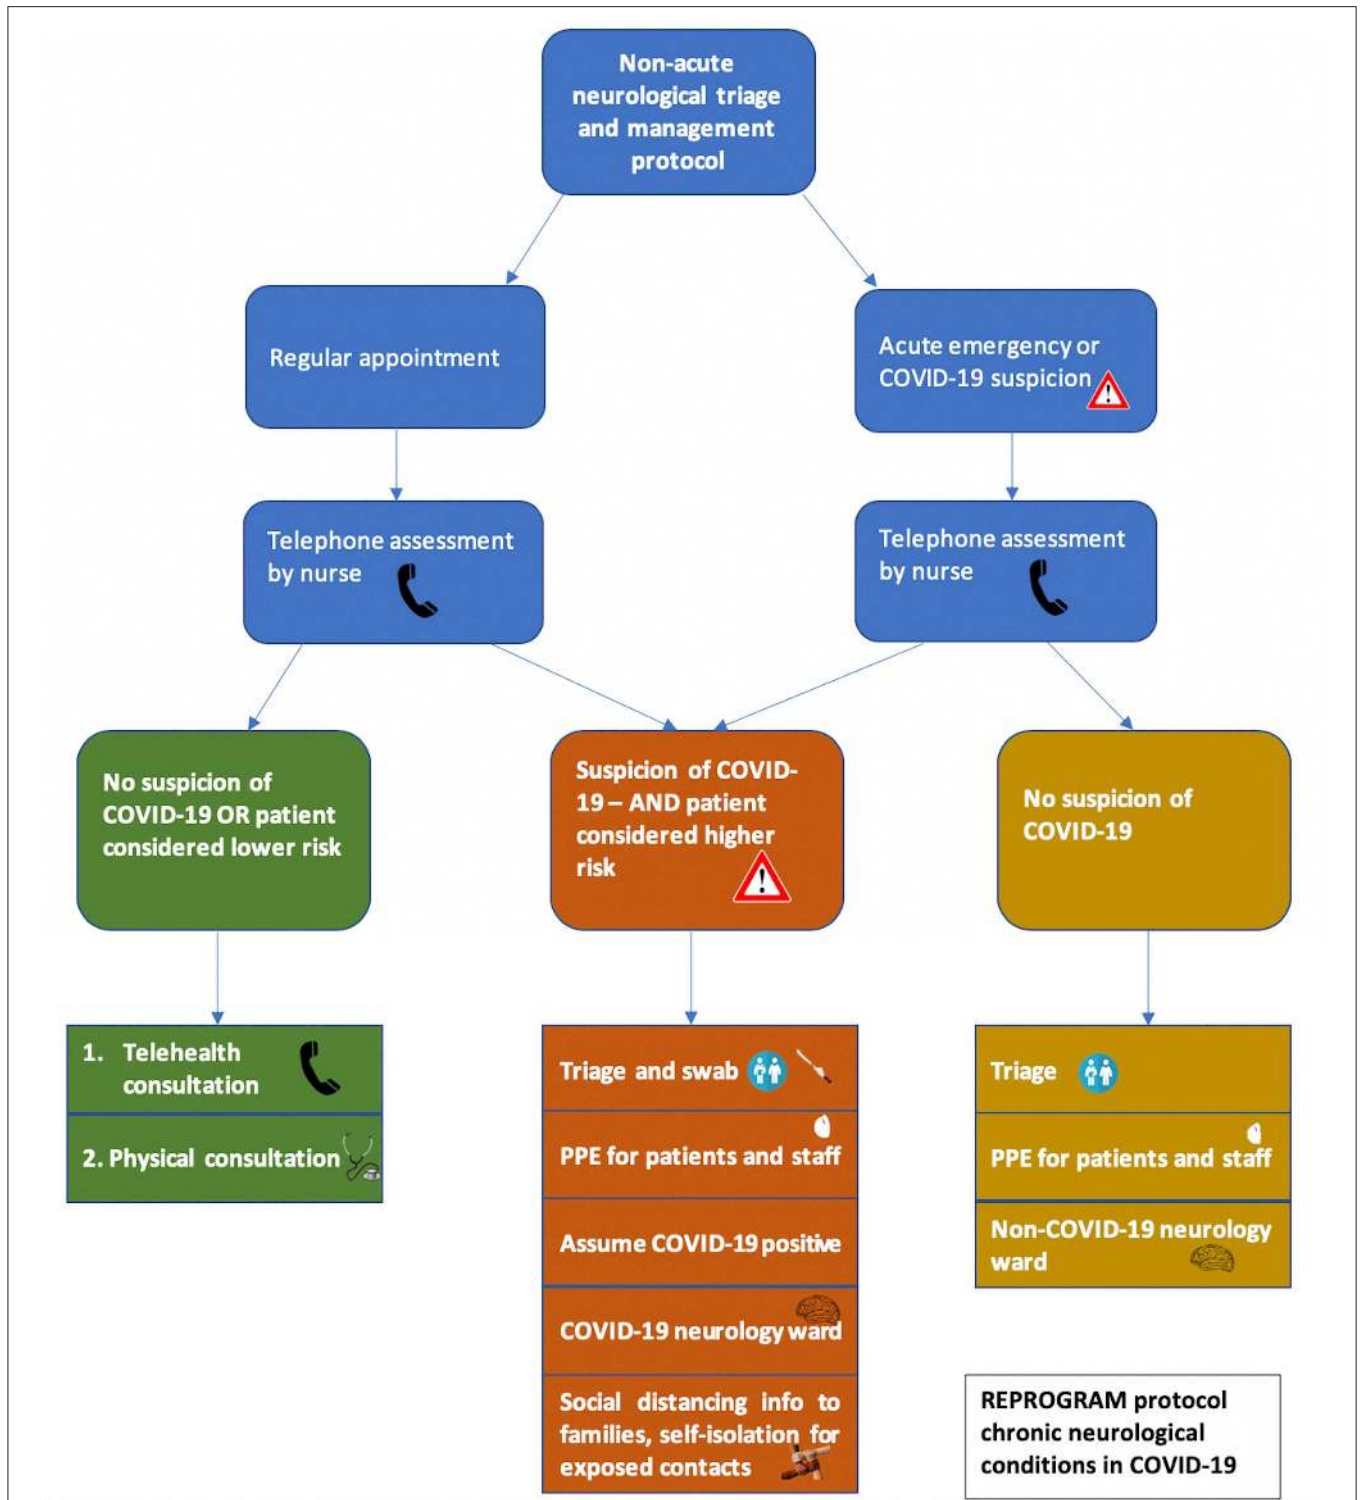 Non-acute
neurological triage
and management
protocol
Regular appointment
Acute emergency or
COVID-19 suspicion
Telephone assessment
by nurse
Telephone assessment
by nurse
No suspicion of
COVID-19 OR patient
considered lower risk
Suspicion of COVID-
19 – AND patient
considered higher
risk
No suspicion of
COVID-19
1. Telehealth
consultation
2. Physical consultation
Triage and swab
PPE for patients and staff
Assume COVID-19 positive
COVID-19 neurology ward
Social distancing info to
families, self-isolation for
exposed contacts
Triage
PPE for patients and staff
Non-COVID-19 neurology
ward
REPROGRAM protocol
chronic neurological
conditions in COVID-19